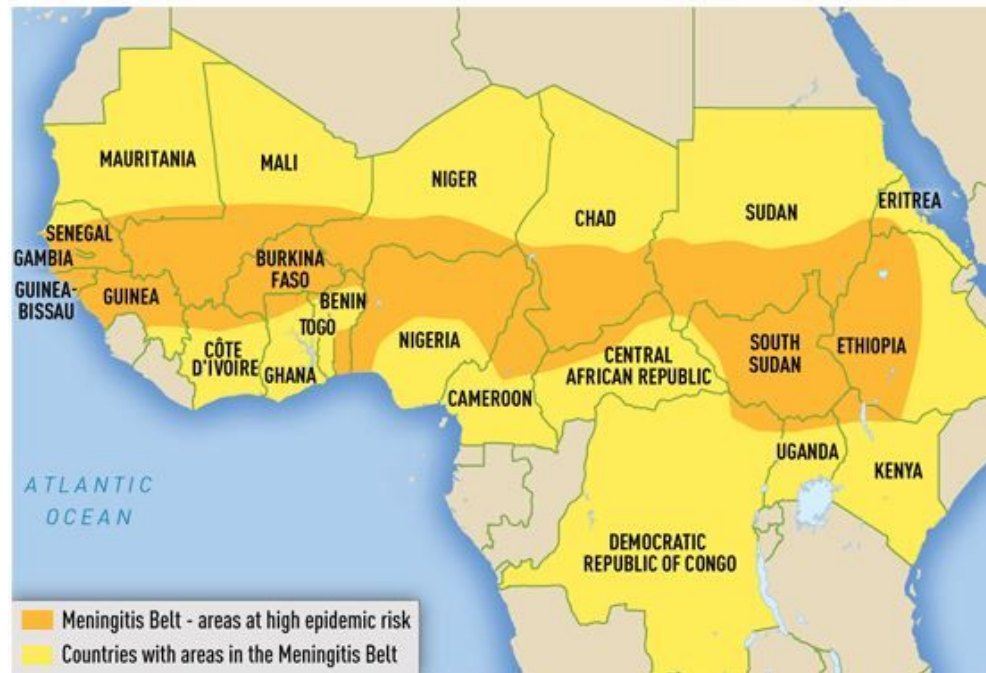 MAURITANIA
MALI
NIGER
CHAD
SUDAN
ERITREA
SENEGAL
GAMBIA
GUINEA-
BISSAU
GUINEA
BURKINA
FASO
BENIN
TOGO
CÔTE
D'IVOIRE
GHANA
NIGERIA
CAMEROON
CENTRAL
AFRICAN REPUBLIC
SOUTH
SUDAN
ETHIOPIA
UGANDA
KENYA
DEMOCRATIC
REPUBLIC OF CONGO
ATLANTIC
OCEAN
Meningitis Belt - areas at high epidemic risk
Countries with areas in the Meningitis Belt